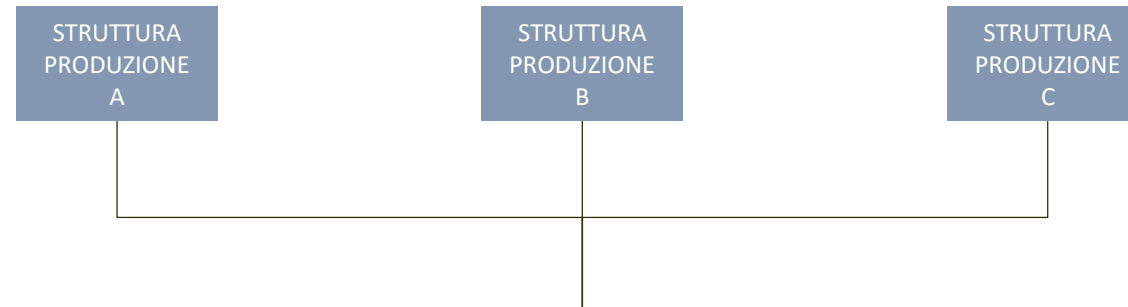 STRUTTURA
PRODUZIONE
A
STRUTTURA
PRODUZIONE
B
STRUTTURA
PRODUZIONE
C